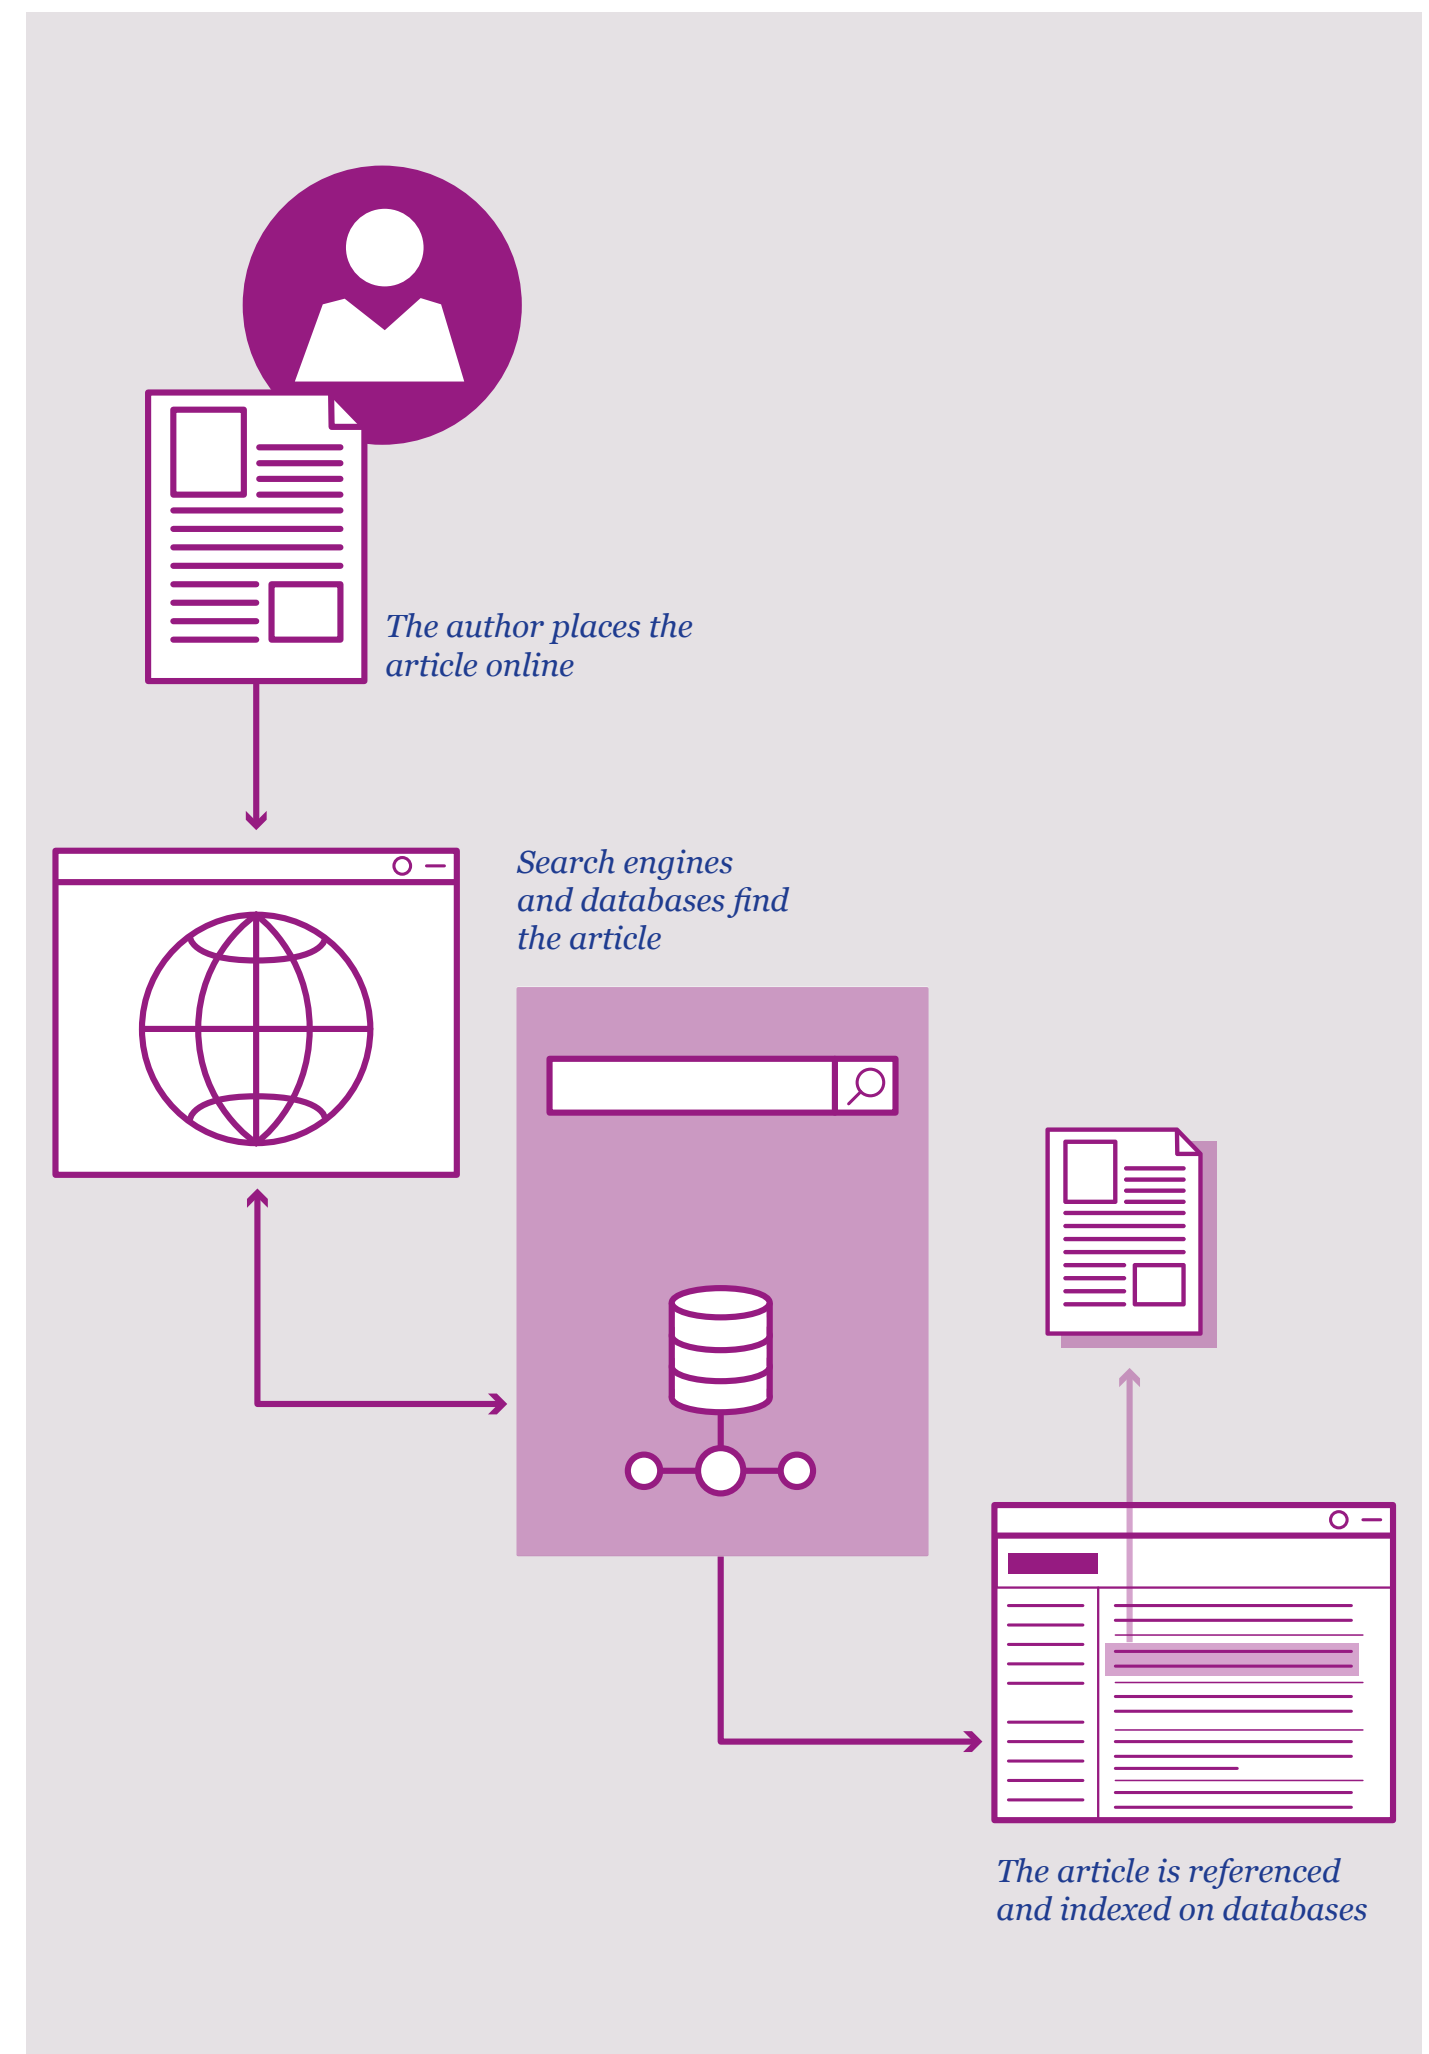 The author places the
article online
Search engines
and databases find
the article
The article is referenced
and indexed on databases